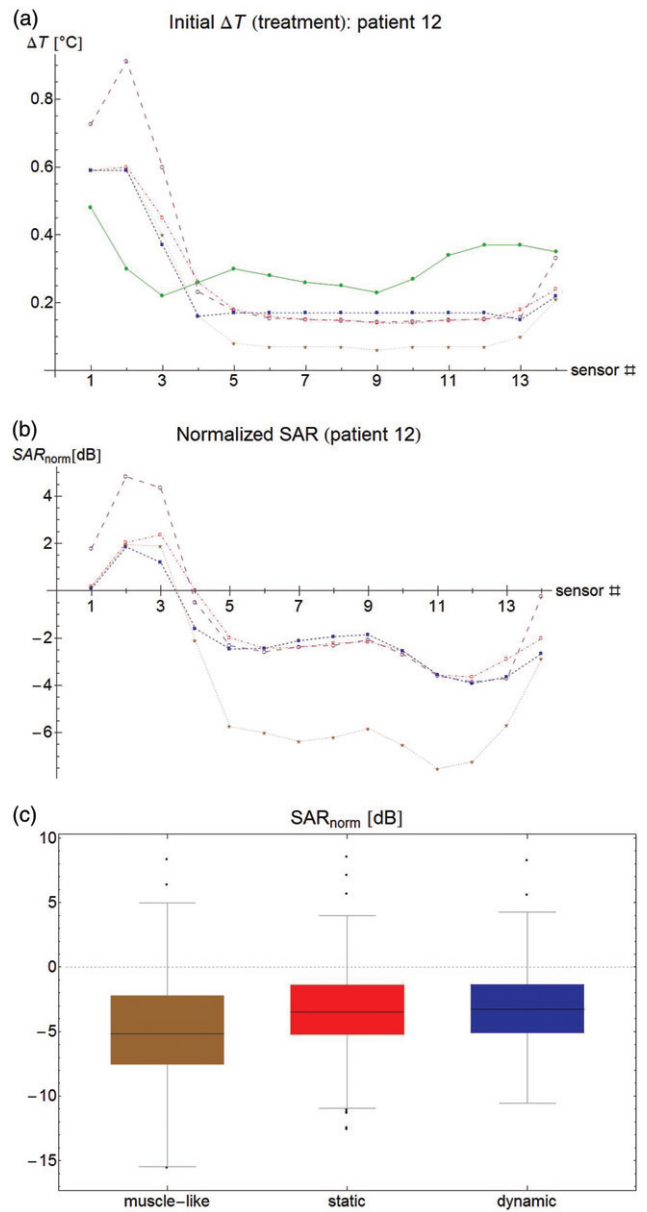 (a)
Initial ΔT (treatment): patient 12
ΔT [°C]
0.8
0.6
0.4
0.2
1 3 5 7 9 11 13
sensor #
(b)
Normalized SAR (patient 12)
SARnorm[dB]
4
2
1 3 5 7 9 11 13
sensor #
−2
−4
−6
(c)
SARnorm [dB]
10
5
0
−5
−10
−15
muscle−like static dynamic